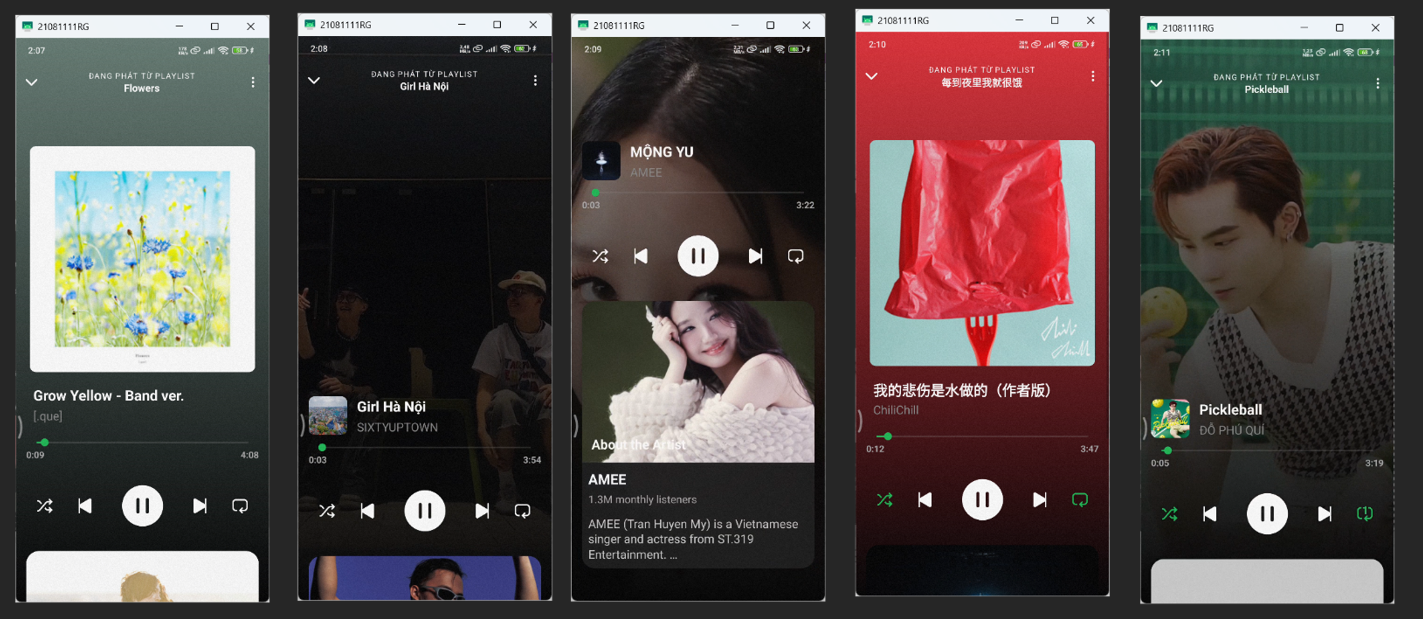 21081111RG
2:07
ĐANG PHÁT TỪ PLAYLIST
Flowers
Flowers
Grow Yellow - Band ver.
[.que]
0:09
4:08
21081111RG
2:08
ĐANG PHÁT TỪ PLAYLIST
Girl Hà Nội
Girl Hà Nội
SIXTYUPTOWN
0:03
3:54
21081111RG
2:09
MỘNG YU
AMEE
0:03
3:22
About the Artist
AMEE
1.3M monthly listeners
AMEE (Tran Huyen My) is a Vietnamese
singer and actress from ST.319
Entertainment. ...
21081111RG
2:10
ĐANG PHÁT TỪ PLAYLIST
每到夜里我就很饿
我的悲伤是水做的（作者版）
ChiliChill
0:12
3:47
21081111RG
2:11
ĐANG PHÁT TỪ PLAYLIST
Pickleball
Pickleball
ĐỖ PHÚ QUÍ
0:05
3:19